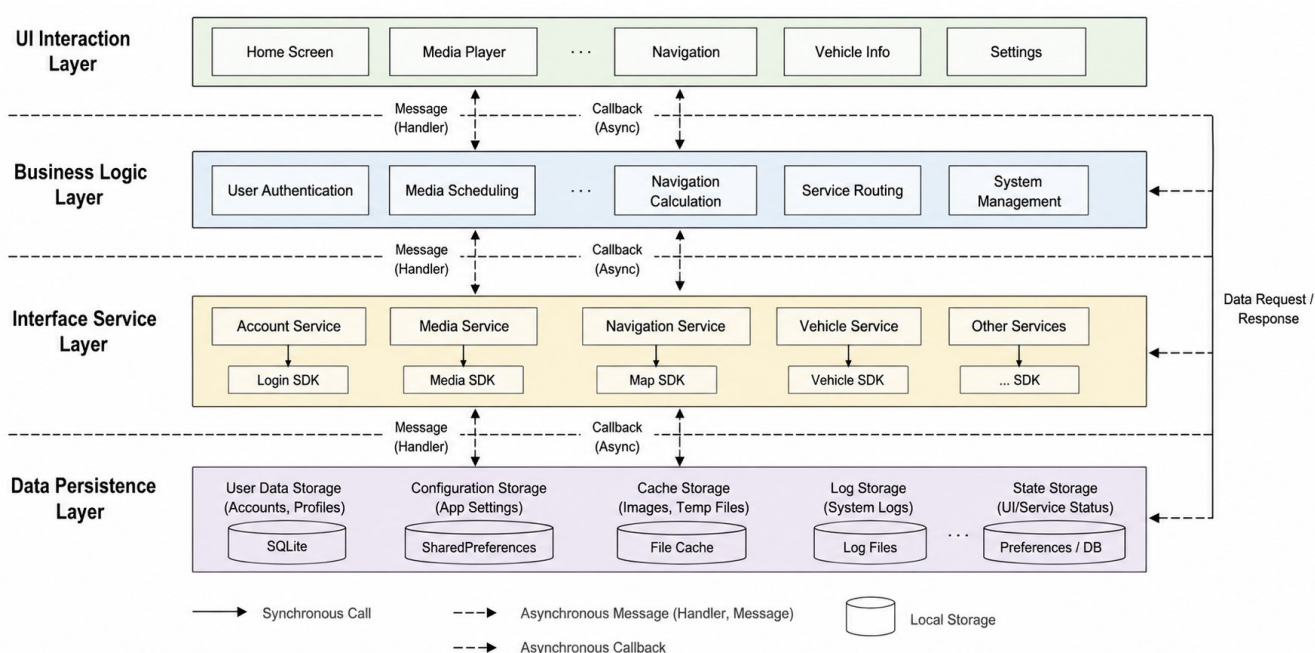 UI Interaction
Layer
Home Screen
Media Player
...
Navigation
Vehicle Info
Settings
Message
(Handler)
Callback
(Async)
Business Logic
Layer
User Authentication
Media Scheduling
...
Navigation
Calculation
Service Routing
System
Management
Message
(Handler)
Callback
(Async)
Data Request /
Response
Interface Service
Layer
Account Service
Media Service
Navigation Service
Vehicle Service
Other Services
Login SDK
Media SDK
Map SDK
Vehicle SDK
... SDK
Message
(Handler)
Callback
(Async)
Data Persistence
Layer
User Data Storage
(Accounts, Profiles)
SQLite
Configuration Storage
(App Settings)
SharedPreferences
Cache Storage
(Images, Temp Files)
File Cache
Log Storage
(System Logs)
Log Files
...
State Storage
(UI/Service Status)
Preferences / DB
Synchronous Call
Asynchronous Message (Handler, Message)
Asynchronous Callback
Local Storage